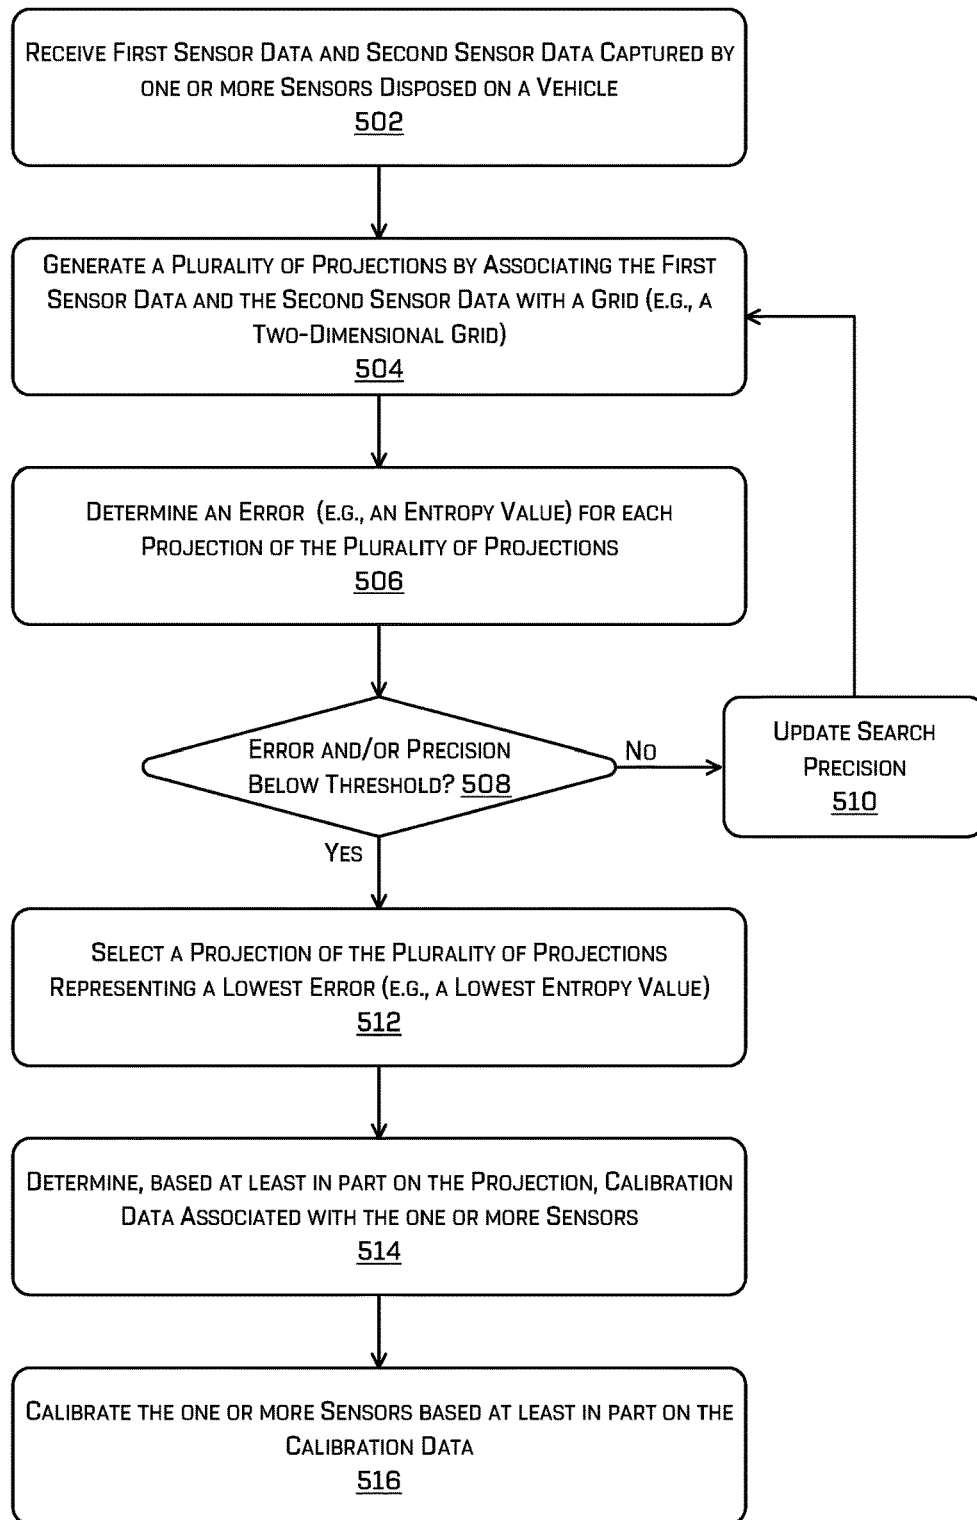 RECEIVE FIRST SENSOR DATA AND SECOND SENSOR DATA CAPTURED BY
ONE OR MORE SENSORS DISPOSED ON A VEHICLE
502
GENERATE A PLURALITY OF PROJECTIONS BY ASSOCIATING THE FIRST
SENSOR DATA AND THE SECOND SENSOR DATA WITH A GRID (E.G., A
TWO-DIMENSIONAL GRID)
504
DETERMINE AN ERROR (E.G., AN ENTROPY VALUE) FOR EACH
PROJECTION OF THE PLURALITY OF PROJECTIONS
506
ERROR AND/OR PRECISION
BELOW THRESHOLD? 508
NO
UPDATE SEARCH
PRECISION
510
YES
SELECT A PROJECTION OF THE PLURALITY OF PROJECTIONS
REPRESENTING A LOWEST ERROR (E.G., A LOWEST ENTROPY VALUE)
512
DETERMINE, BASED AT LEAST IN PART ON THE PROJECTION, CALIBRATION
DATA ASSOCIATED WITH THE ONE OR MORE SENSORS
514
CALIBRATE THE ONE OR MORE SENSORS BASED AT LEAST IN PART ON THE
CALIBRATION DATA
516